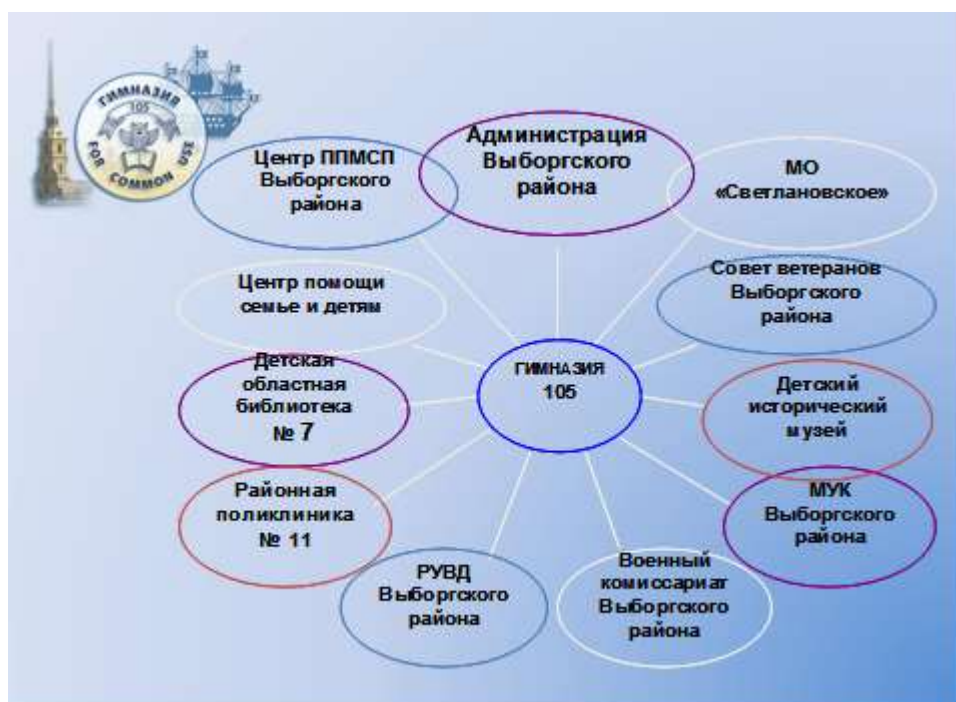 ГИМНАЗИЯ
105
FOR COMMON USE
Центр ППМСП
Выборгского
района
Администрация
Выборгского
района
МО
«Светлановское»
Центр помощи
семье и детям
Совет ветеранов
Выборгского
района
ГИМНАЗИЯ
105
Детская
областная
библиотека
№ 7
Детский
исторический
музей
Районная
поликлиника
№ 11
МУК
Выборгского
района
РУВД
Выборгского
района
Военный
комиссариат
Выборгского
района